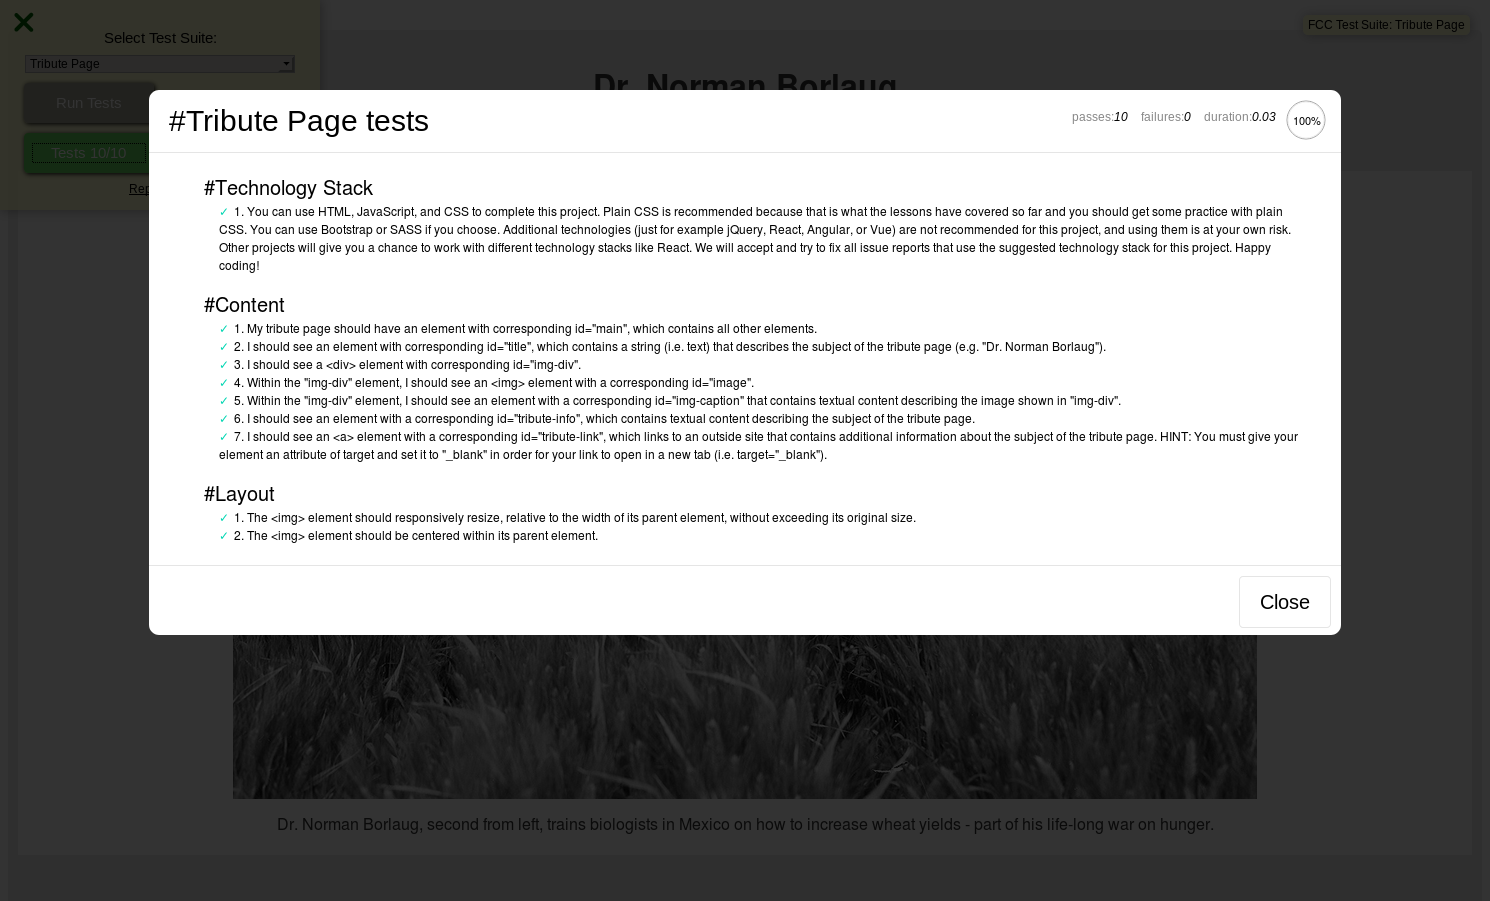 Select Test Suite:
FCC Test Suite: Tribute Page
Tribute Page
Dr. Norman Borlaug
Run Tests
Tests 10/10
#Tribute Page tests
passes:10 failures:0 duration:0.03 100%
#Technology Stack
✓ 1. You can use HTML, JavaScript, and CSS to complete this project. Plain CSS is recommended because that is what the lessons have covered so far and you should get some practice with plain
CSS. You can use Bootstrap or SASS if you choose. Additional technologies (just for example jQuery, React, Angular, or Vue) are not recommended for this project, and using them is at your own risk.
Other projects will give you a chance to work with different technology stacks like React. We will accept and try to fix all issue reports that use the suggested technology stack for this project. Happy
coding!
#Content
✓ 1. My tribute page should have an element with corresponding id="main", which contains all other elements.
✓ 2. I should see an element with corresponding id="title", which contains a string (i.e. text) that describes the subject of the tribute page (e.g. "Dr. Norman Borlaug").
✓ 3. I should see a <div> element with corresponding id="img-div".
✓ 4. Within the "img-div" element, I should see an <img> element with a corresponding id="image".
✓ 5. Within the "img-div" element, I should see an element with a corresponding id="img-caption" that contains textual content describing the image shown in "img-div".
✓ 6. I should see an element with a corresponding id="tribute-info", which contains textual content describing the subject of the tribute page.
✓ 7. I should see an <a> element with a corresponding id="tribute-link", which links to an outside site that contains additional information about the subject of the tribute page. HINT: You must give your
element an attribute of target and set it to "_blank" in order for your link to open in a new tab (i.e. target="_blank").
#Layout
✓ 1. The <img> element should responsively resize, relative to the width of its parent element, without exceeding its original size.
✓ 2. The <img> element should be centered within its parent element.
Close
Dr. Norman Borlaug, second from left, trains biologists in Mexico on how to increase wheat yields - part of his life-long war on hunger.